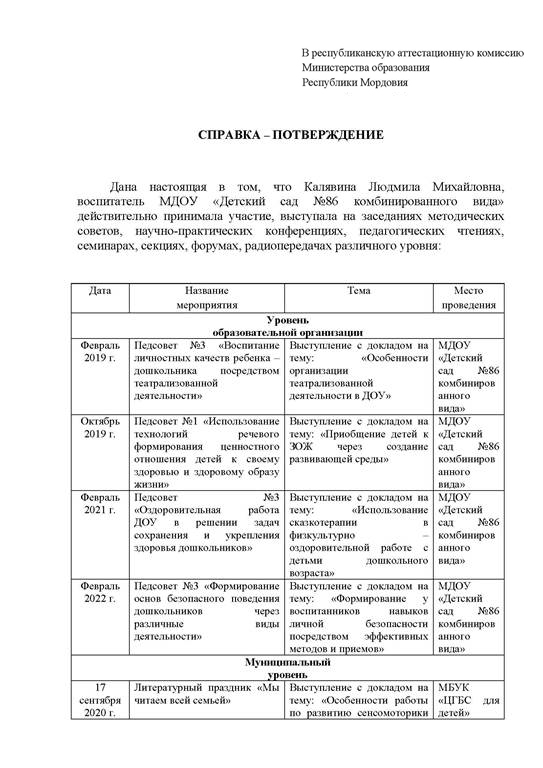 В республиканскую аттестационную комиссию
Министерства образования
Республики Мордовия
СПРАВКА – ПОТВЕРЖДЕНИЕ
Дана настоящая в том, что Калявина Людмила Михайловна,
воспитатель МДОУ «Детский сад №86 комбинированного вида»
действительно принимала участие, выступала на заседаниях методических
советов, научно-практических конференциях, педагогических чтениях,
семинарах, секциях, форумах, радиопередачах различного уровня:
Дата
Название
мероприятия
Тема
Место
проведения
Уровень
образовательной организации
Февраль
2019 г.
Педсовет №3 «Воспитание
личностных качеств ребенка –
дошкольника посредством
театрализованной
деятельности»
Выступление с докладом на
тему: «Особенности
организации
театрализованной
деятельности в ДОУ»
МДОУ
«Детский
сад №86
комбиниров
анного
вида»
Октябрь
2019 г.
Педсовет №1 «Использование
технологий речевого
формирования ценностного
отношения детей к своему
здоровью и здоровому образу
жизни»
Выступление с докладом на
тему: «Приобщение детей к
ЗОЖ через создание
развивающей среды»
МДОУ
«Детский
сад №86
комбиниров
анного
вида»
Февраль
2021 г.
Педсовет №3
«Оздоровительная работа
ДОУ в решении задач
сохранения и укрепления
здоровья дошкольников»
Выступление с докладом на
тему: «Использование
сказкотерапии в
физкультурно –
оздоровительной работе с
детьми дошкольного
возраста»
МДОУ
«Детский
сад №86
комбиниров
анного
вида»
Февраль
2022 г.
Педсовет №3 «Формирование
основ безопасного поведения
дошкольников через
различные виды
деятельности»
Выступление с докладом на
тему: «Формирование у
воспитанников навыков
личной безопасности
посредством эффективных
методов и приемов»
МДОУ
«Детский
сад №86
комбиниров
анного
вида»
Муниципальный
уровень
17
сентября
2020 г.
Литературный праздник «Мы
читаем всей семьей»
Выступление с докладом на
тему: «Особенности работы
по развитию сенсомоторики
МБУК
«ЦГБС для
детей»